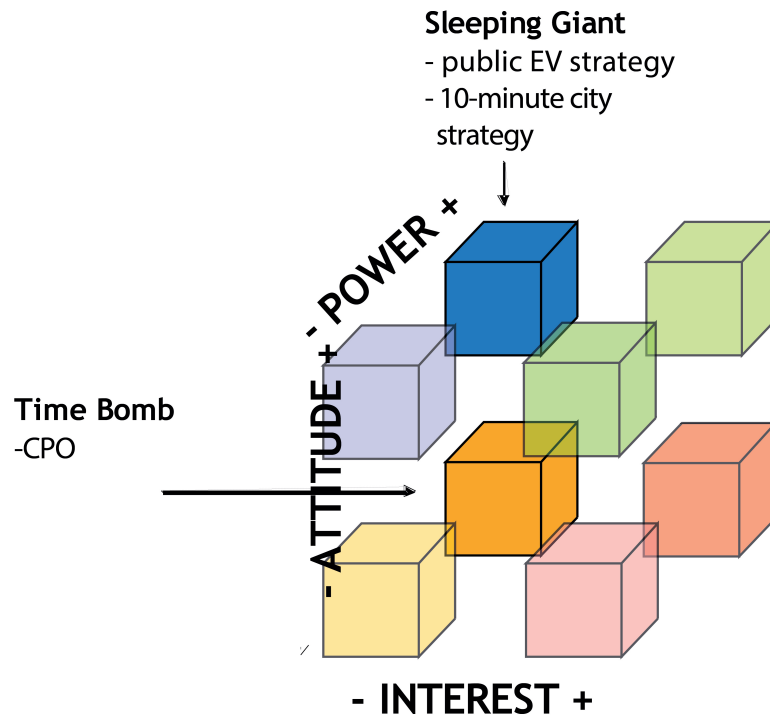 Sleeping Giant
- public EV strategy
- 10-minute city
strategy
- POWER +
- ATTITUDE +
Time Bomb
-CPO
- INTEREST +